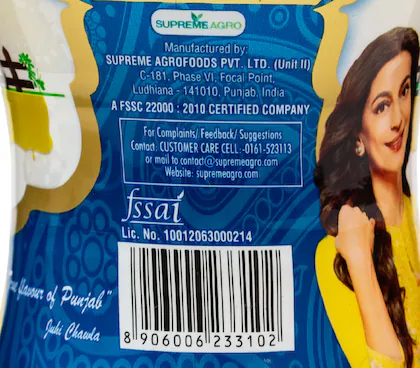 SUPREMEAGRO
Manufactured by:
SUPREME AGROFOODS PVT. LTD. (Unit II)
C-181, Phase VI, Focal Point,
Ludhiana - 141010, Punjab, India
A FSSC 22000 : 2010 CERTIFIED COMPANY
For Complaints/ Feedback/ Suggestions
Contact: CUSTOMER CARE CELL:-0161-523113
or mail to contact@supremeagro.com
Website: supremeagro.com
fssai
Lic. No. 10012063000214
flavour of Punjab"
Juhi Chawla
8 906006 233102